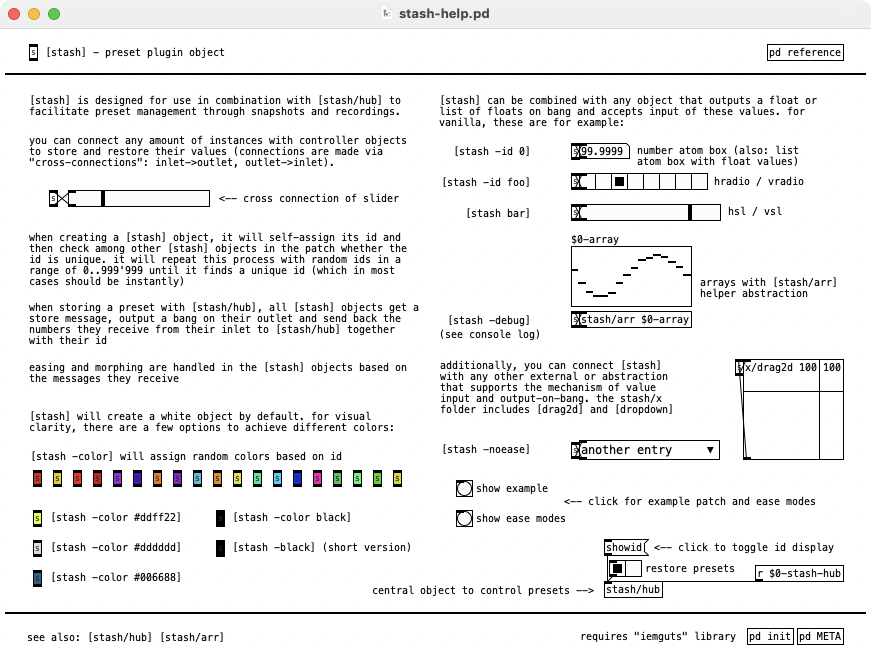 stash-help.pd
s [stash] - preset plugin object
pd reference
[stash] is designed for use in combination with [stash/hub] to
facilitate preset management through snapshots and recordings.
you can connect any amount of instances with controller objects
to store and restore their values (connections are made via
"cross-connections": inlet->outlet, outlet->inlet).
s <-- cross connection of slider
when creating a [stash] object, it will self-assign its id and
then check among other [stash] objects in the patch whether the
id is unique. it will repeat this process with random ids in a
range of 0..999'999 until it finds a unique id (which in most
cases should be instantly)
when storing a preset with [stash/hub], all [stash] objects get a
store message, output a bang on their outlet and send back the
numbers they receive from their inlet to [stash/hub] together
with their id
easing and morphing are handled in the [stash] objects based on
the messages they receive
[stash] will create a white object by default. for visual
clarity, there are a few options to achieve different colors:
[stash -color] will assign random colors based on id
s s s s s s s s s s s s s s s s s s s
s [stash -color #ddff22]
s [stash -color black]
s [stash -color #dddddd]
s [stash -black] (short version)
s [stash -color #006688]
[stash] can be combined with any object that outputs a float or
list of floats on bang and accepts input of these values. for
vanilla, these are for example:
[stash -id 0] s 99.9999 number atom box (also: list
atom box with float values)
[stash -id foo] s hradio / vradio
[stash bar] s hsl / vsl
$0-array
arrays with [stash/arr]
helper abstraction
[stash -debug] s stash/arr $0-array
(see console log)
additionally, you can connect [stash]
with any other external or abstraction
that supports the mechanism of value
input and output-on-bang. the stash/x
folder includes [drag2d] and [dropdown]
s x/drag2d 100 100
[stash -noease] s another entry ▼
show example
<-- click for example patch and ease modes
show ease modes
showid <-- click to toggle id display
restore presets
r $0-stash-hub
central object to control presets --> stash/hub
see also: [stash/hub] [stash/arr]
requires "iemguts" library
pd init
pd META